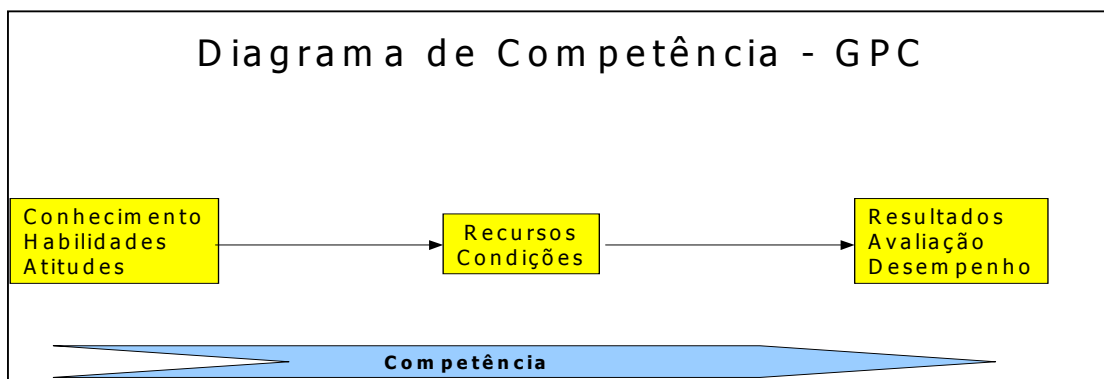 Diagrama de Competência - GPC
Conhecimento
Habilidades
Atitudes
Recursos
Condições
Resultados
Avaliação
Desempenho
Competência